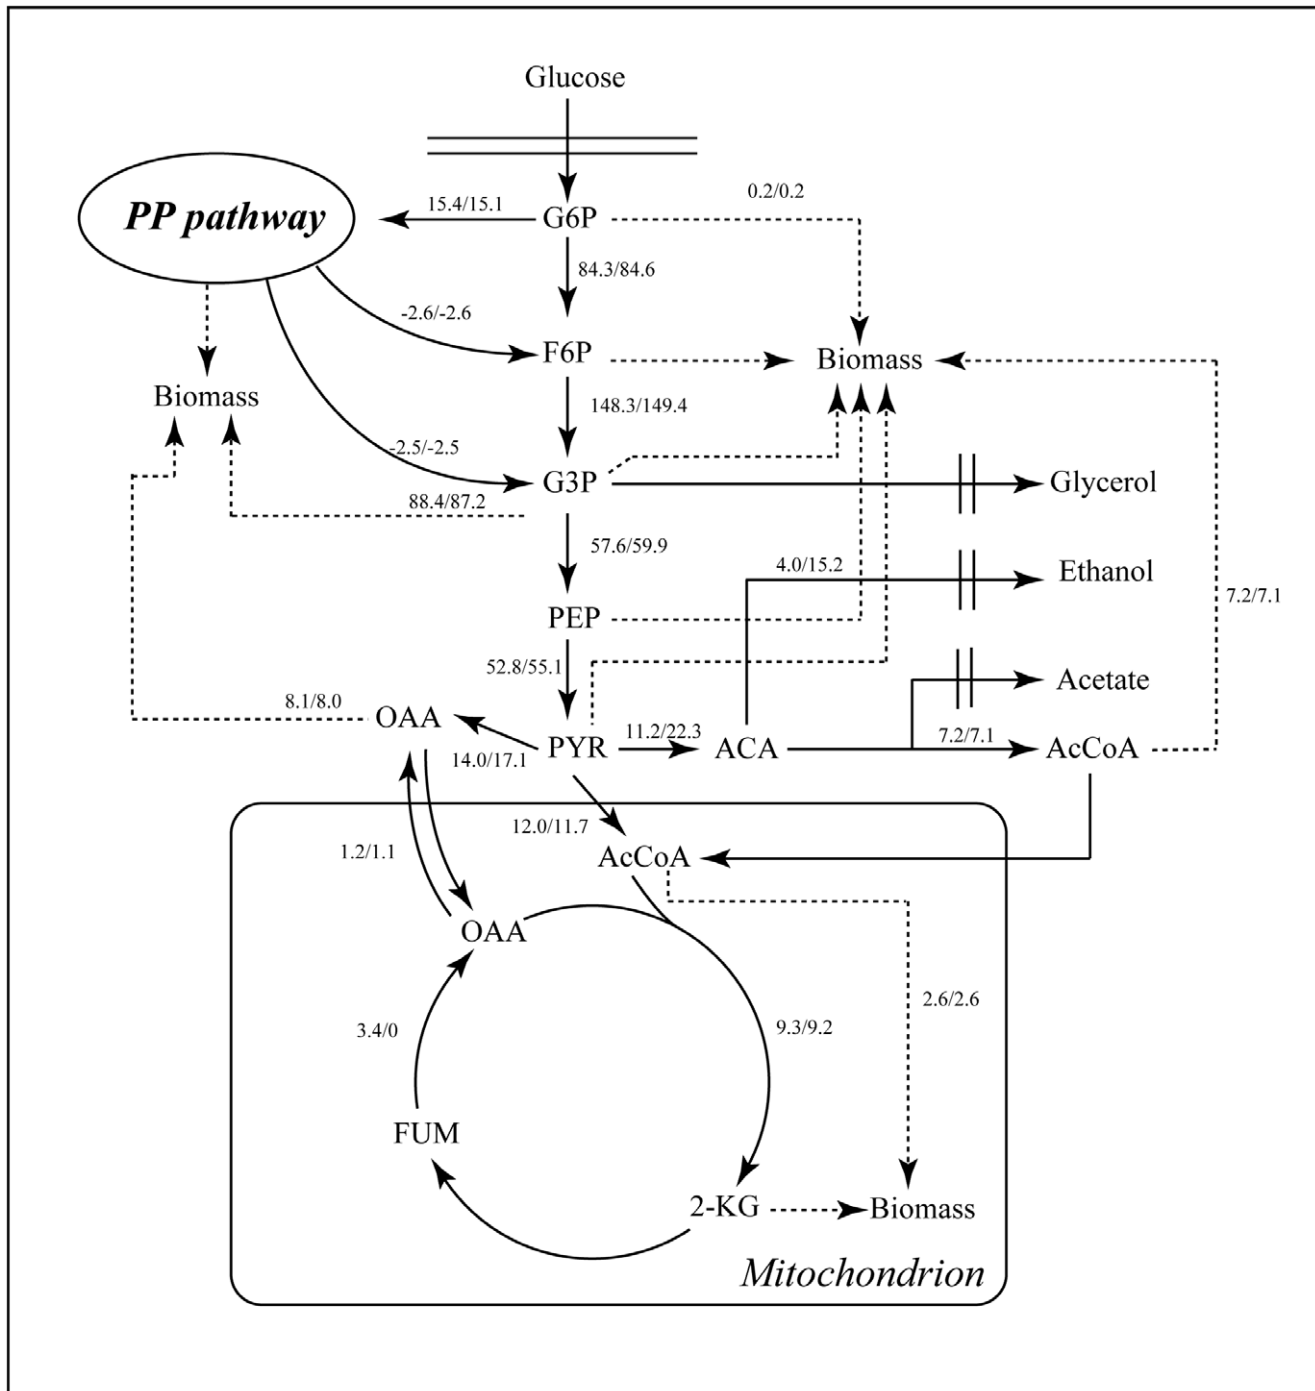 Glucose
0.2/0.2
15.4/15.1
PP pathway
G6P
84.3/84.6
-2.6/-2.6
F6P
Biomass
Biomass
148.3/149.4
-2.5/-2.5
G3P
Glycerol
88.4/87.2
57.6/59.9
4.0/15.2
Ethanol
7.2/7.1
PEP
52.8/55.1
Acetate
8.1/8.0
OAA
14.0/17.1
PYR
11.2/22.3
ACA
7.2/7.1
AcCoA
12.0/11.7
1.2/1.1
AcCoA
OAA
2.6/2.6
3.4/0
9.3/9.2
FUM
2-KG
Biomass
Mitochondrion